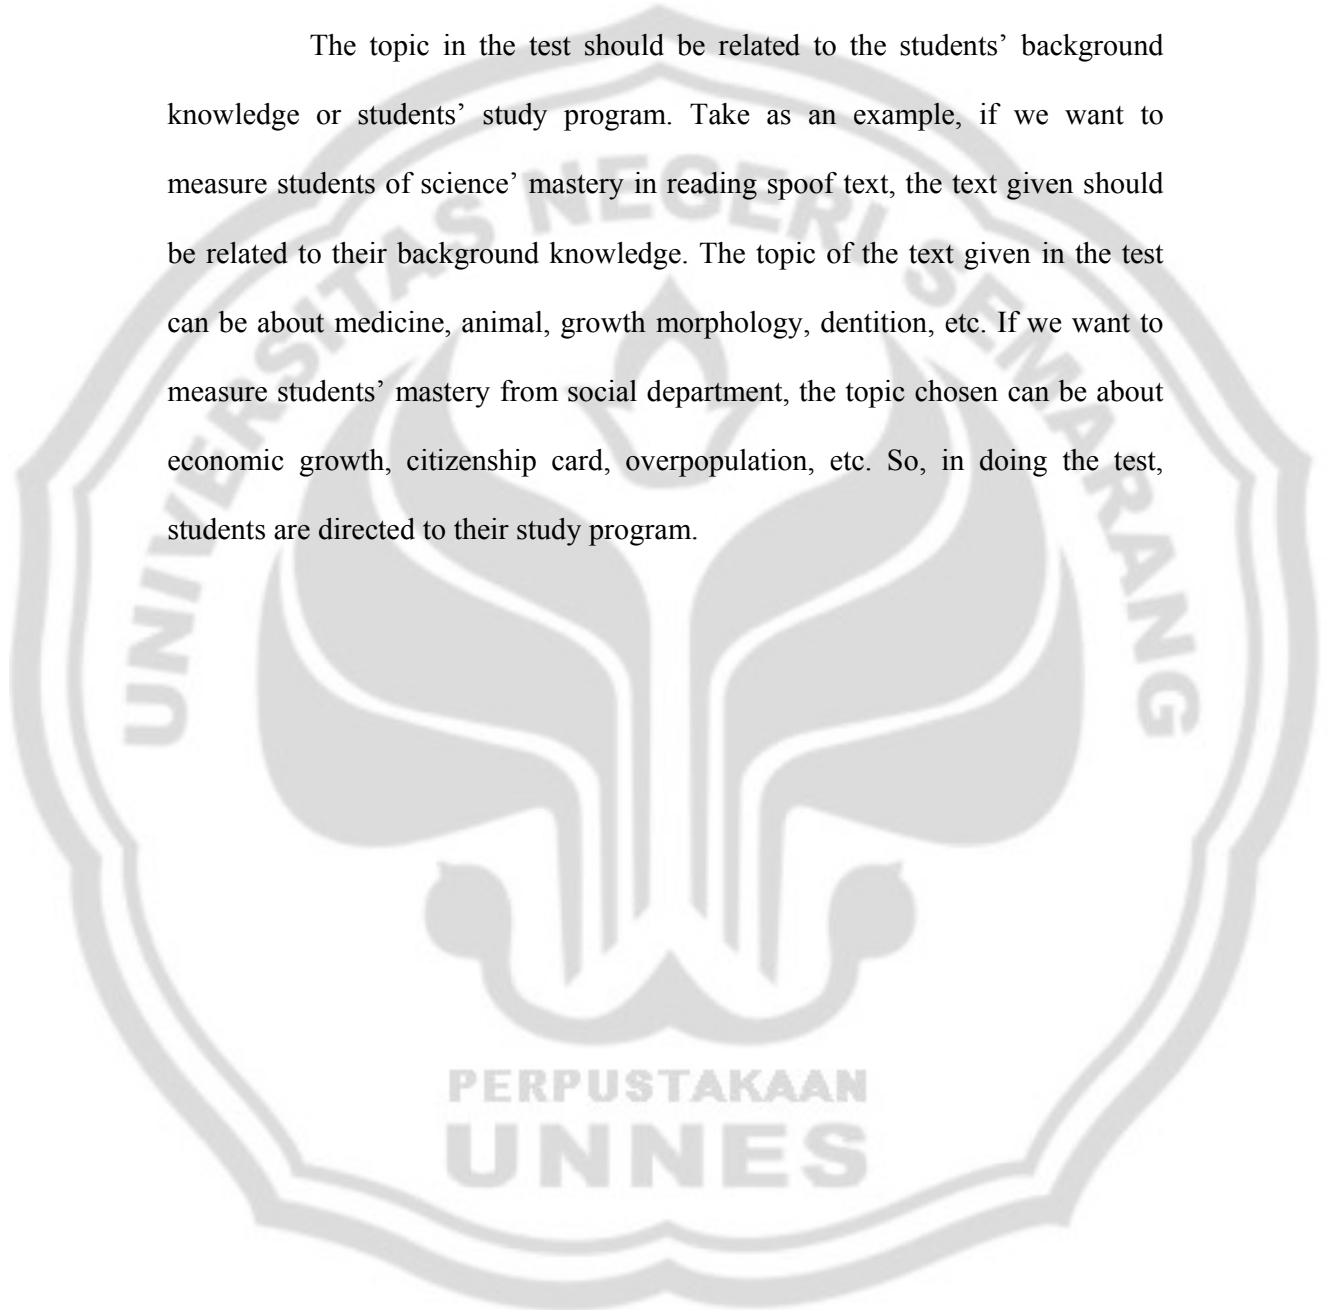 The topic in the test should be related to the students’ background
knowledge or students’ study program. Take as an example, if we want to
measure students of science’ mastery in reading spoof text, the text given should
be related to their background knowledge. The topic of the text given in the test
can be about medicine, animal, growth morphology, dentition, etc. If we want to
measure students’ mastery from social department, the topic chosen can be about
economic growth, citizenship card, overpopulation, etc. So, in doing the test,
students are directed to their study program.
UNIVERSITAS NEGERI SEMARANG
PERPUSTAKAAN
UNNES